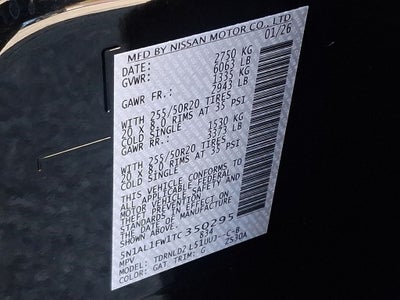 MFD BY NISSAN MOTOR CO., LTD.
DATE: 01/26
GVWR: 2750 KG
6063 LB
GAWR FR.: 1335 KG
2943 LB
WITH 255/50R20 TIRES,
20 X 8.0 RIMS AT 35 PSI
COLD SINGLE
GAWR RR.: 1530 KG
3373 LB
WITH 255/50R20 TIRES,
20 X 8.0 RIMS AT 35 PSI
COLD SINGLE
THIS VEHICLE CONFORMS TO
ALL APPLICABLE FEDERAL
MOTOR VEHICLE SAFETY AND
THEFT PREVENTION STANDARDS
IN EFFECT ON THE
DATE OF MANUFACTURE
SHOWN ABOVE.
5N1AL1FW1TC350295
MPV 834
MODEL: TDRNLD2 L51UUJ-C-B
COLOR: GAT TRIM: G ZS30A